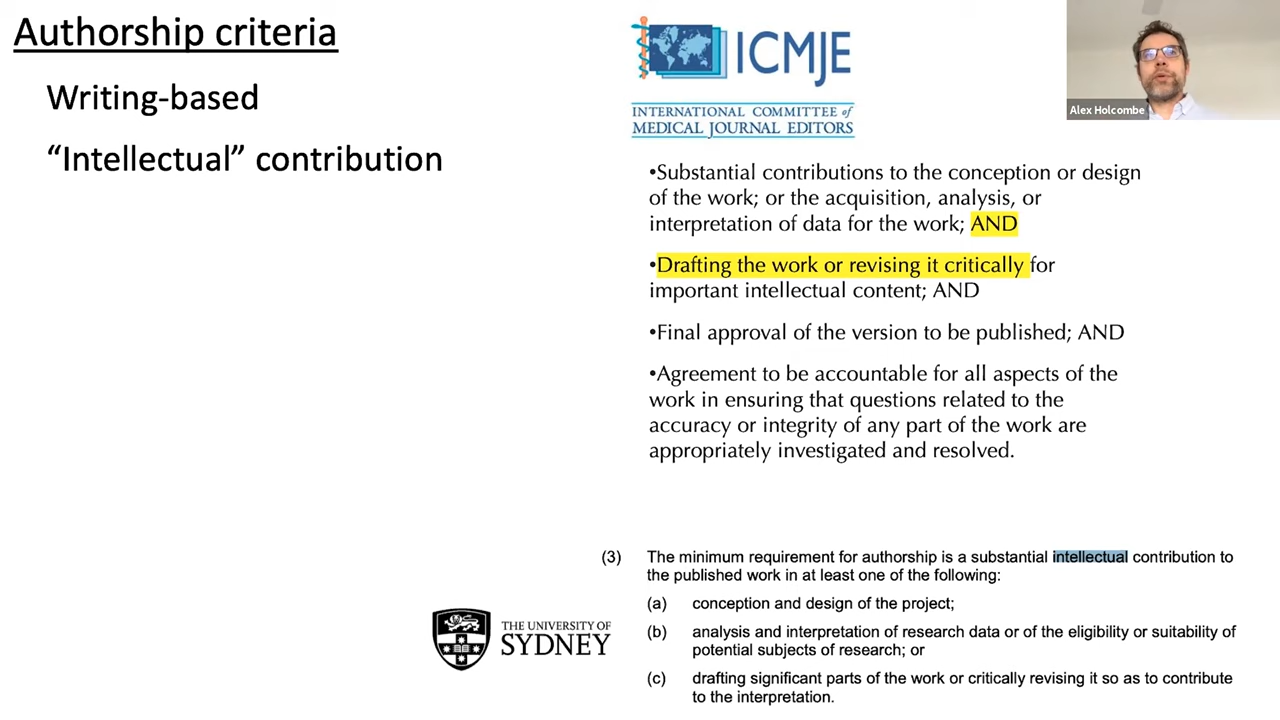 Authorship criteria
Writing-based
“Intellectual” contribution
ICMJE
INTERNATIONAL COMMITTEE of
MEDICAL JOURNAL EDITORS
Alex Holcombe
•Substantial contributions to the conception or design
of the work; or the acquisition, analysis, or
interpretation of data for the work; AND
•Drafting the work or revising it critically for
important intellectual content; AND
•Final approval of the version to be published; AND
•Agreement to be accountable for all aspects of the
work in ensuring that questions related to the
accuracy or integrity of any part of the work are
appropriately investigated and resolved.
(3) The minimum requirement for authorship is a substantial intellectual contribution to
the published work in at least one of the following:
(a) conception and design of the project;
(b) analysis and interpretation of research data or of the eligibility or suitability of
potential subjects of research; or
(c) drafting significant parts of the work or critically revising it so as to contribute
to the interpretation.
THE UNIVERSITY OF
SYDNEY